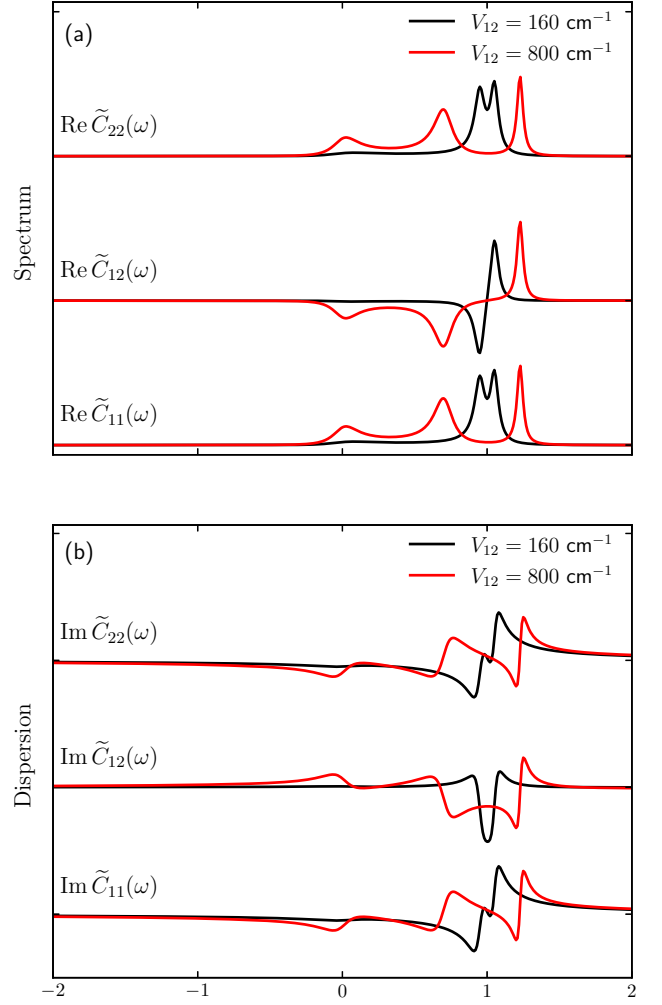 (a)
V₁₂ = 160 cm⁻¹
V₁₂ = 800 cm⁻¹
Re C̃₂₂(ω)
Re C̃₁₂(ω)
Re C̃₁₁(ω)
Spectrum
(b)
V₁₂ = 160 cm⁻¹
V₁₂ = 800 cm⁻¹
Im C̃₂₂(ω)
Im C̃₁₂(ω)
Im C̃₁₁(ω)
Dispersion
−2 −1 0 1 2